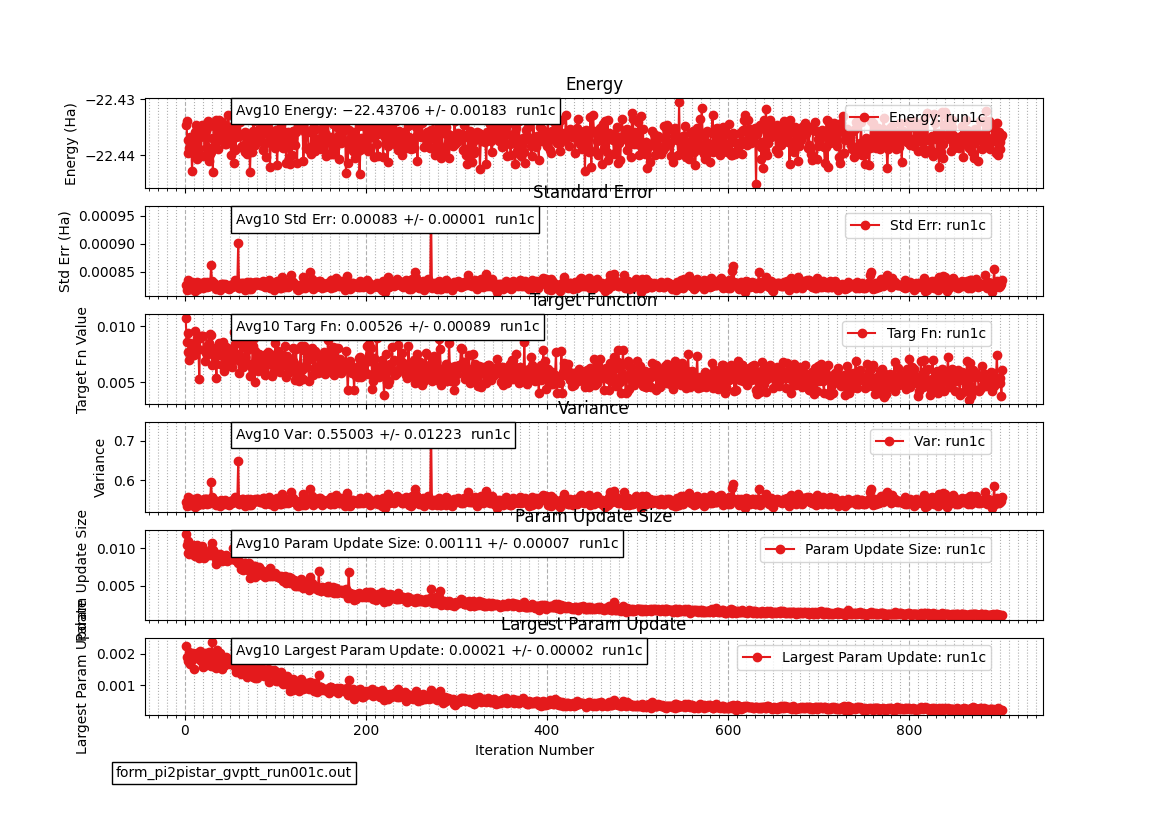 Energy
Energy (Ha)
−22.43
−22.44
Avg10 Energy: −22.43706 +/- 0.00183  run1c
Energy: run1c
Standard Error
Std Err (Ha)
0.00095
0.00090
0.00085
Avg10 Std Err: 0.00083 +/- 0.00001  run1c
Std Err: run1c
Target Function
Target Fn Value
0.010
0.005
Avg10 Targ Fn: 0.00526 +/- 0.00089  run1c
Targ Fn: run1c
Variance
Variance
0.7
0.6
Avg10 Var: 0.55003 +/- 0.01223  run1c
Var: run1c
Param Update Size
Param Update Size
0.010
0.005
Avg10 Param Update Size: 0.00111 +/- 0.00007  run1c
Param Update Size: run1c
Largest Param Update
Largest Param Update
0.002
0.001
Avg10 Largest Param Update: 0.00021 +/- 0.00002  run1c
Largest Param Update: run1c
0
200
400
600
800
Iteration Number
form_pi2pistar_gvptt_run001c.out